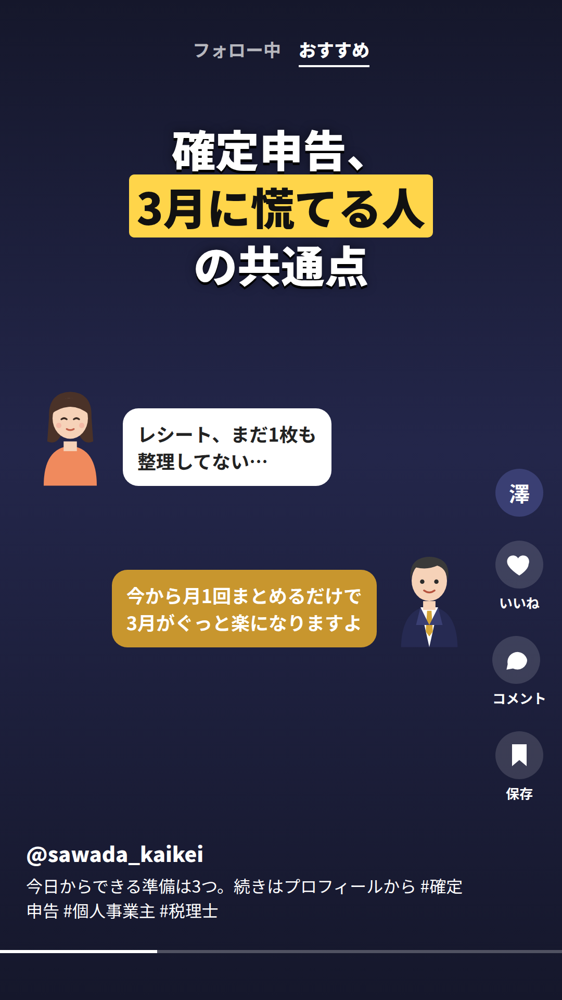 フォロー中 おすすめ
確定申告、
3月に慌てる人
の共通点
レシート、まだ1枚も
整理してない…
澤
今から月1回まとめるだけで
3月がぐっと楽になりますよ
いいね
コメント
保存
@sawada_kaikei
今日からできる準備は3つ。続きはプロフィールから #確定
申告 #個人事業主 #税理士